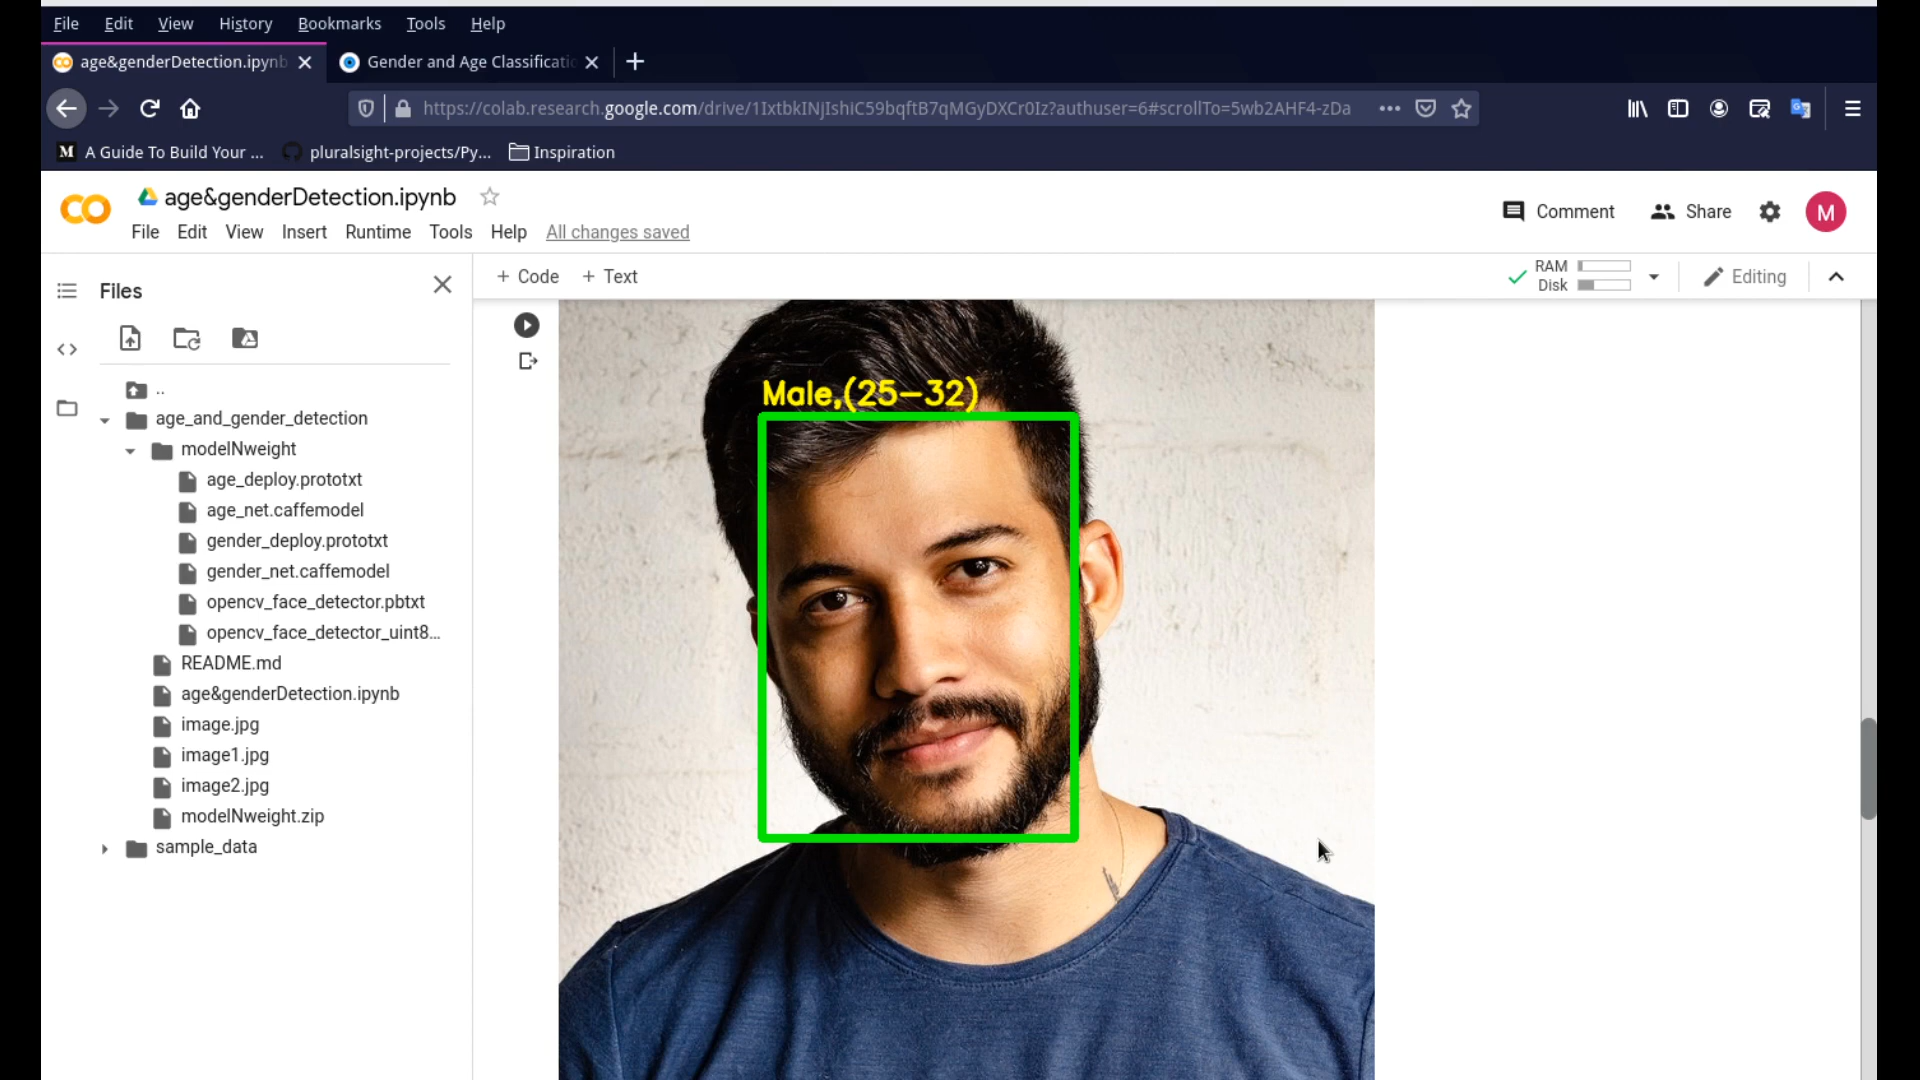 File Edit View History Bookmarks Tools Help
age&genderDetection.ipynb
Gender and Age Classificati
https://colab.research.google.com/drive/1IxtbkINjIshiC59bqftB7qMGyDXCr0Iz?authuser=6#scrollTo=5wb2AHF4-zDa
M A Guide To Build Your ... pluralsight-projects/Py... Inspiration
CO age&genderDetection.ipynb
File Edit View Insert Runtime Tools Help All changes saved
Comment Share M
Files
+ Code + Text
RAM
Disk
Editing
..
age_and_gender_detection
modelNweight
age_deploy.prototxt
age_net.caffemodel
gender_deploy.prototxt
gender_net.caffemodel
opencv_face_detector.pbtxt
opencv_face_detector_uint8...
README.md
age&genderDetection.ipynb
image.jpg
image1.jpg
image2.jpg
modelNweight.zip
sample_data
Male,(25-32)